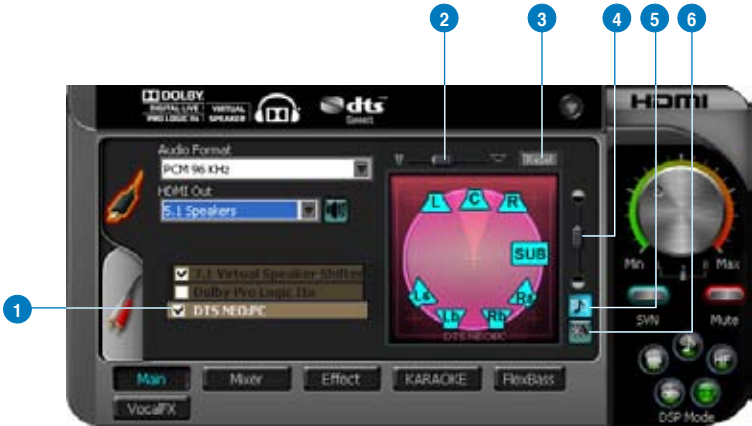 2 3 4 5 6
DOLBY
DIGITAL LIVE
PRO LOGIC IIx
VIRTUAL
SPEAKER
dts
Connect
HDMI
Audio Format
PCM 96 KHz
Reset
HDMI Out
5.1 Speakers
L C R
SUB
Min Max
7.1 Virtual Speaker Shifter
Dolby Pro Logic IIx
1
DTS NEO:PC
Ls Lb Rb Rs
DTS NEO:PC
SVN Mute
HF
Main Mixer Effect KARAOKE FlexBass
VocalFX
DSP Mode